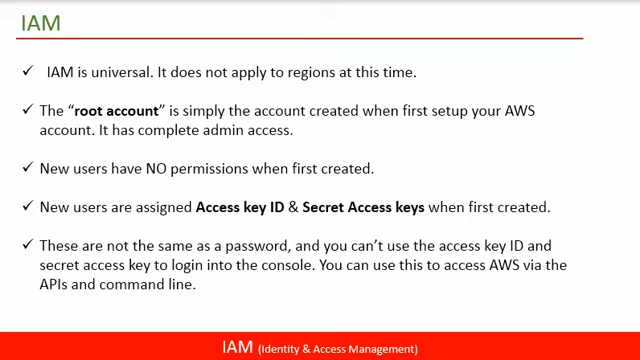 IAM
✓ IAM is universal. It does not apply to regions at this time.
✓ The “root account” is simply the account created when first setup your AWS
account. It has complete admin access.
✓ New users have NO permissions when first created.
✓ New users are assigned Access key ID & Secret Access keys when first created.
✓ These are not the same as a password, and you can’t use the access key ID and
secret access key to login into the console. You can use this to access AWS via the
APIs and command line.
IAM (Identity & Access Management)